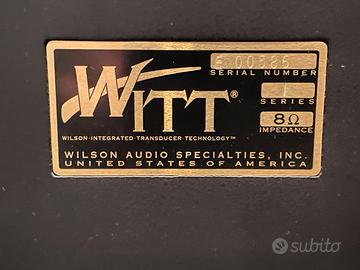 WITT®
WILSON·INTEGRATED·TRANSDUCER·TECHNOLOGY™
SERIAL NUMBER
I
SERIES
8Ω
IMPEDANCE
WILSON AUDIO SPECIALTIES, INC.
UNITED STATES OF AMERICA
subito